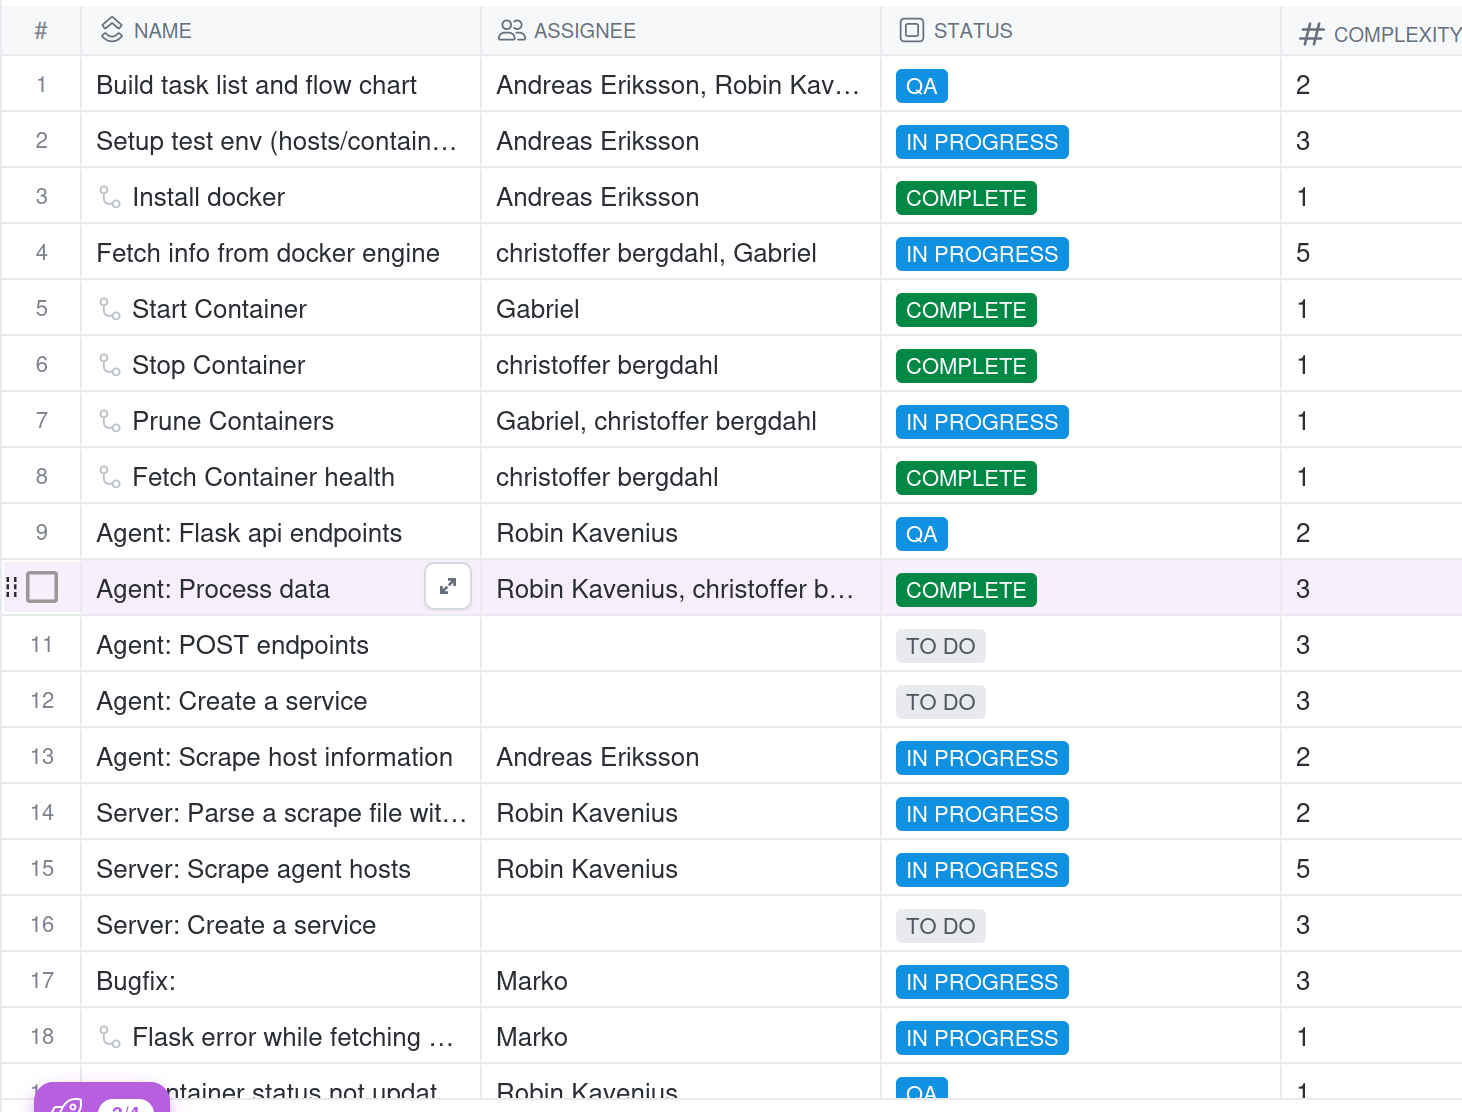 # NAME ASSIGNEE STATUS COMPLEXITY
1 Build task list and flow chart Andreas Eriksson, Robin Kav… QA 2
2 Setup test env (hosts/contain… Andreas Eriksson IN PROGRESS 3
3 Install docker Andreas Eriksson COMPLETE 1
4 Fetch info from docker engine christoffer bergdahl, Gabriel IN PROGRESS 5
5 Start Container Gabriel COMPLETE 1
6 Stop Container christoffer bergdahl COMPLETE 1
7 Prune Containers Gabriel, christoffer bergdahl IN PROGRESS 1
8 Fetch Container health christoffer bergdahl COMPLETE 1
9 Agent: Flask api endpoints Robin Kavenius QA 2
Agent: Process data Robin Kavenius, christoffer b… COMPLETE 3
11 Agent: POST endpoints TO DO 3
12 Agent: Create a service TO DO 3
13 Agent: Scrape host information Andreas Eriksson IN PROGRESS 2
14 Server: Parse a scrape file wit… Robin Kavenius IN PROGRESS 2
15 Server: Scrape agent hosts Robin Kavenius IN PROGRESS 5
16 Server: Create a service TO DO 3
17 Bugfix: Marko IN PROGRESS 3
18 Flask error while fetching … Marko IN PROGRESS 1
ntainer status not updat Robin Kavenius QA 1